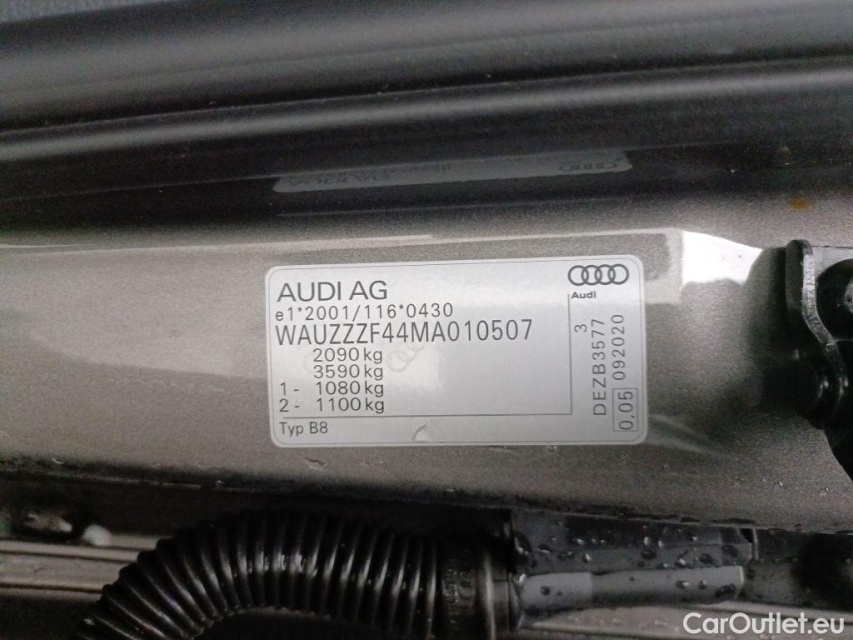 AUDI AG
Audi
e1*2001/116*0430
WAUZZZF44MA010507
2090 kg
3590 kg
1 - 1080 kg
2 - 1100 kg
Typ B8
3
DEZB3577
0,05 092020
CarOutlet.eu